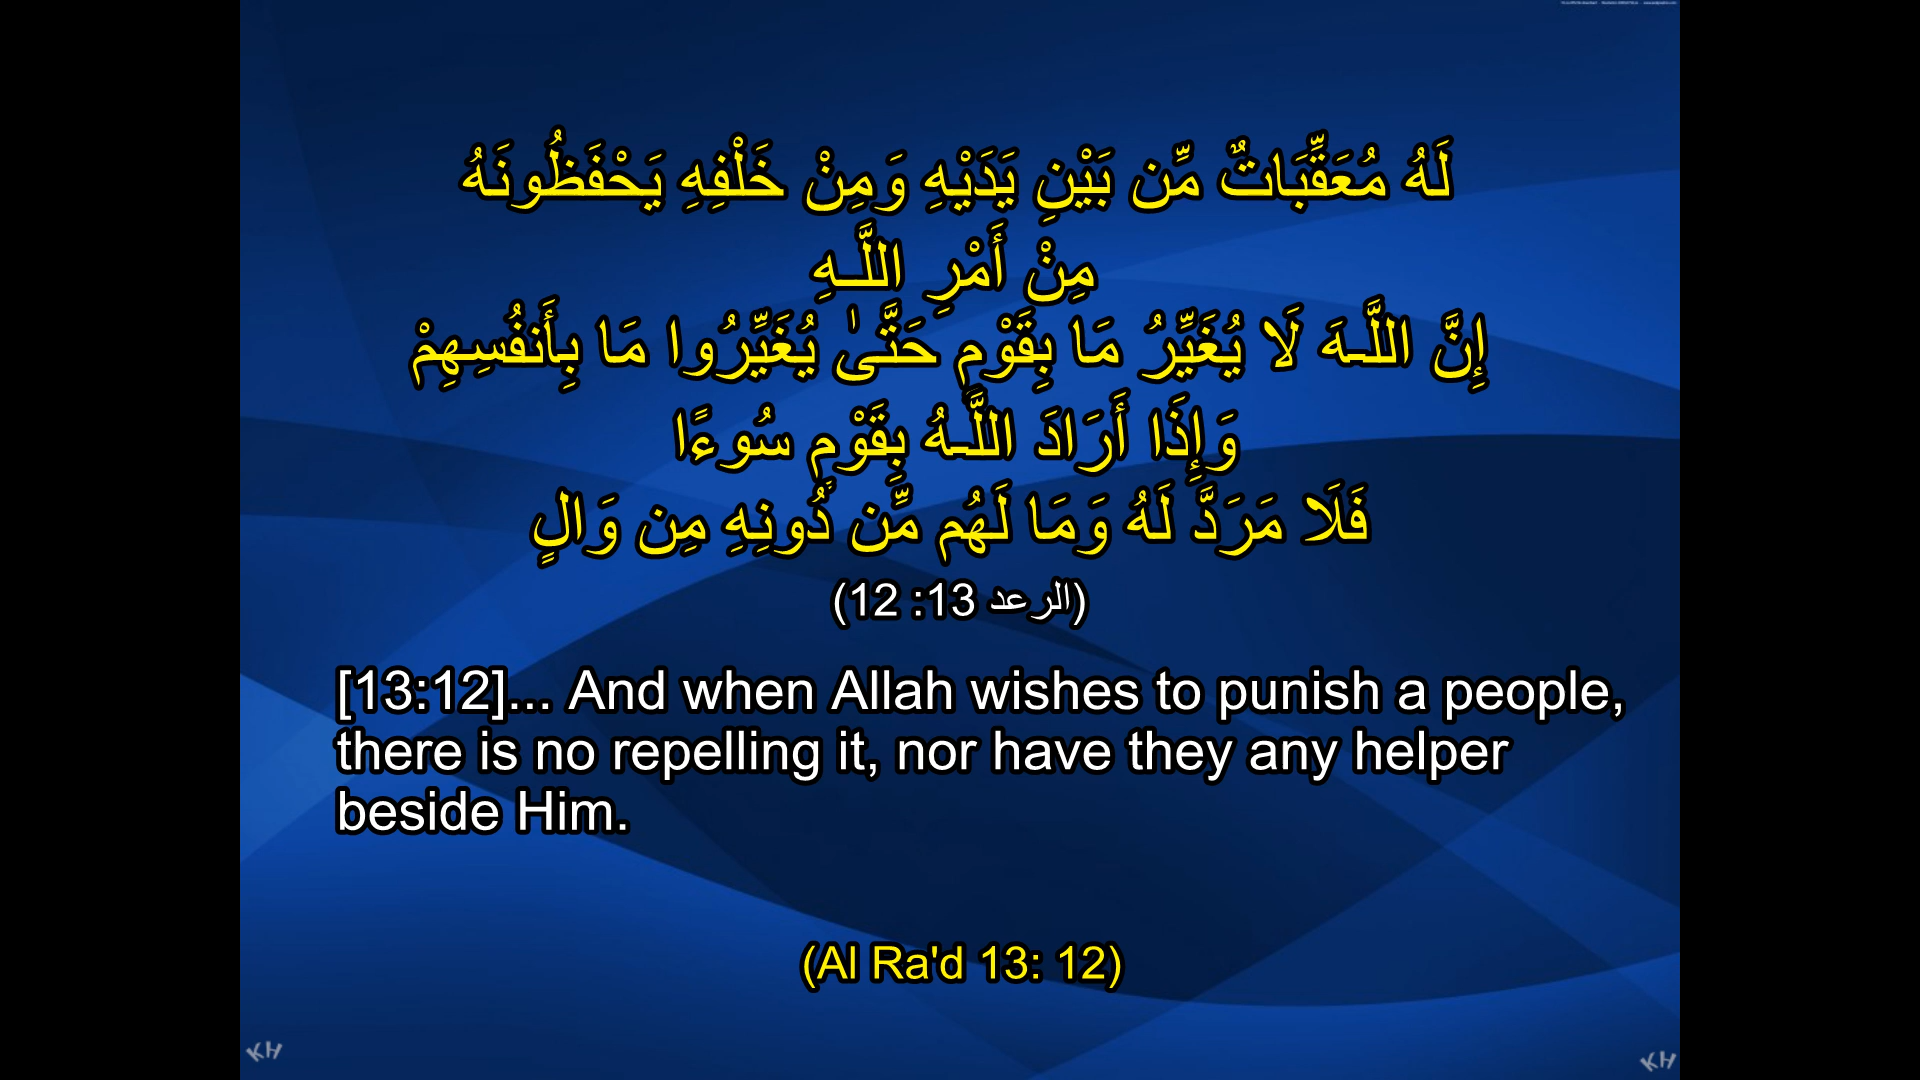 لَهُ مُعَقِّبَاتٌ مِّن بَيْنِ يَدَيْهِ وَمِنْ خَلْفِهِ يَحْفَظُونَهُ
مِنْ أَمْرِ اللَّـهِ
إِنَّ اللَّـهَ لَا يُغَيِّرُ مَا بِقَوْمٍ حَتَّىٰ يُغَيِّرُوا مَا بِأَنفُسِهِمْ
وَإِذَا أَرَادَ اللَّـهُ بِقَوْمٍ سُوءًا
فَلَا مَرَدَّ لَهُ وَمَا لَهُم مِّن دُونِهِ مِن وَالٍ
(الرعد 13: 12)
[13:12]... And when Allah wishes to punish a people,
there is no repelling it, nor have they any helper
beside Him.
(Al Ra'd 13: 12)
KH
KH